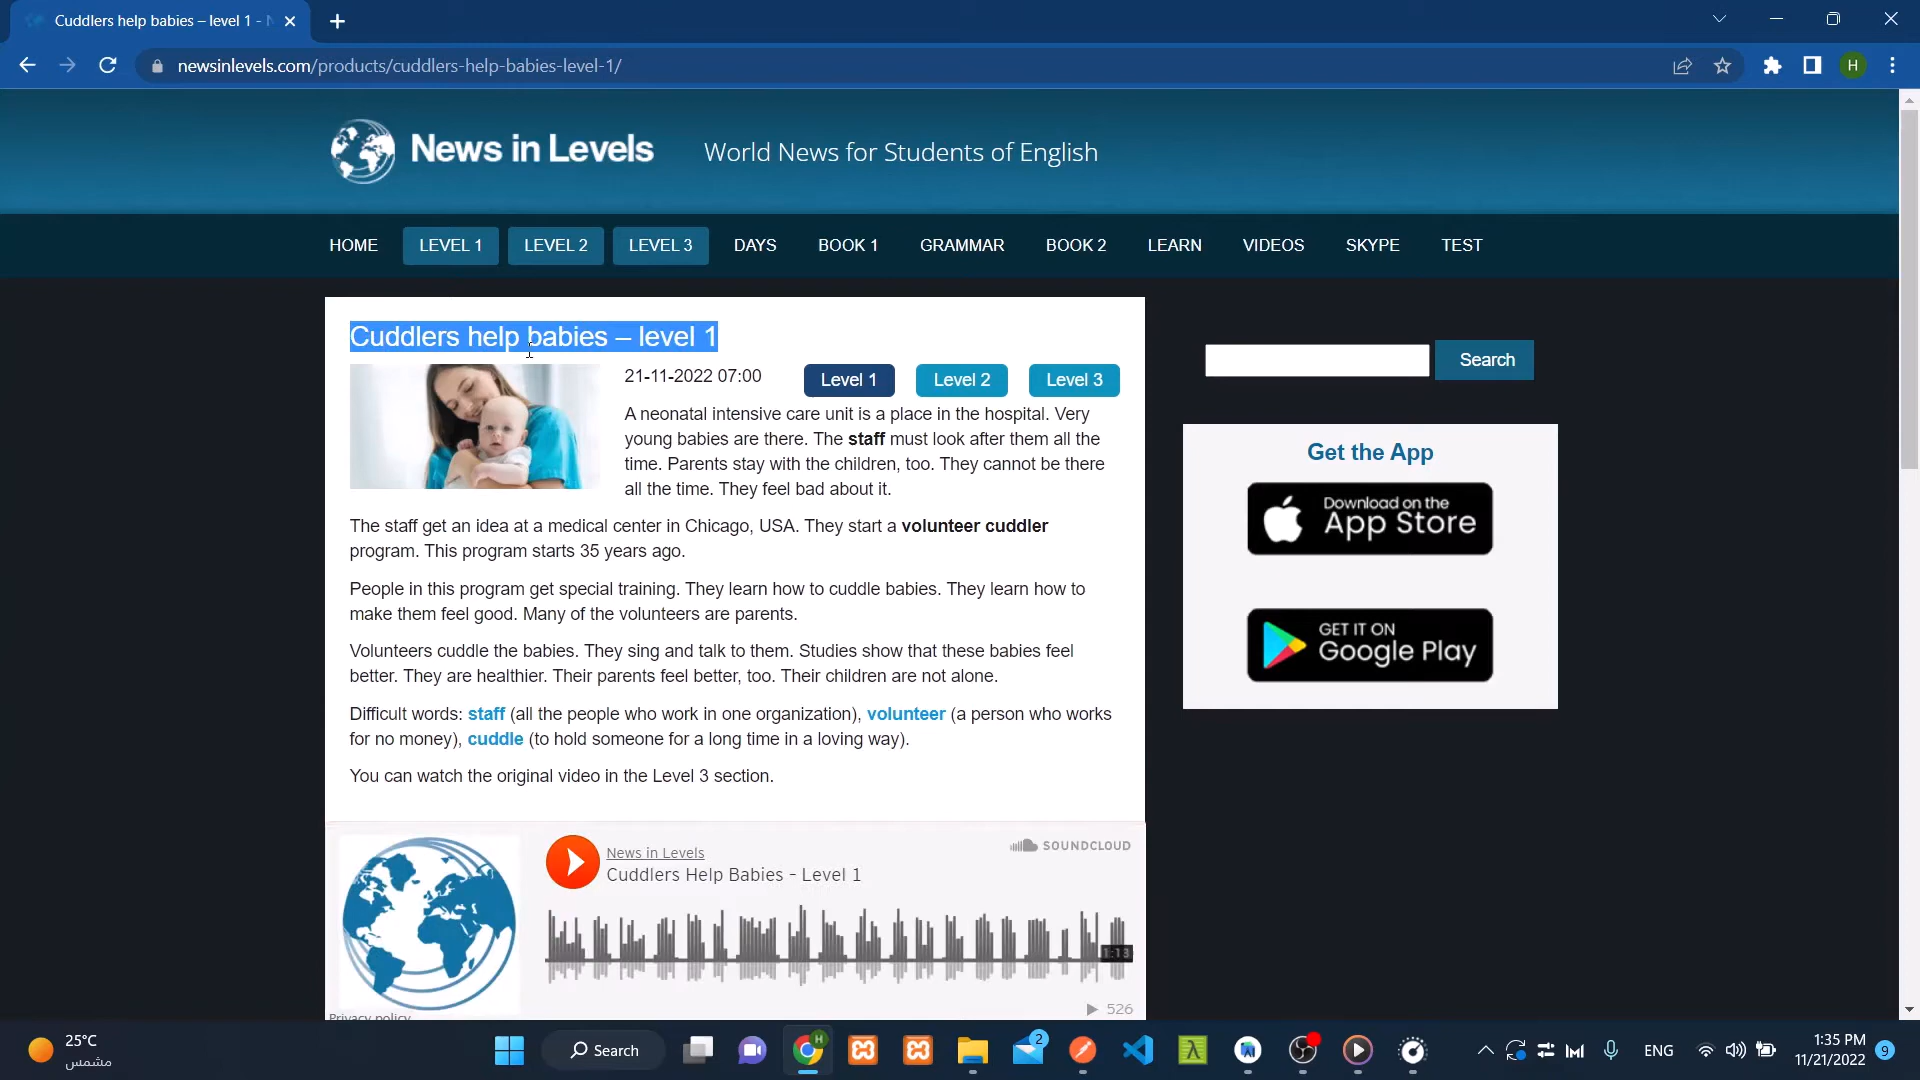 Cuddlers help babies – level 1 -
newsinlevels.com/products/cuddlers-help-babies-level-1/
H
News in Levels
World News for Students of English
HOME LEVEL 1 LEVEL 2 LEVEL 3 DAYS BOOK 1 GRAMMAR BOOK 2 LEARN VIDEOS SKYPE TEST
Cuddlers help babies – level 1
21-11-2022 07:00 Level 1 Level 2 Level 3
A neonatal intensive care unit is a place in the hospital. Very
young babies are there. The staff must look after them all the
time. Parents stay with the children, too. They cannot be there
all the time. They feel bad about it.
The staff get an idea at a medical center in Chicago, USA. They start a volunteer cuddler
program. This program starts 35 years ago.
People in this program get special training. They learn how to cuddle babies. They learn how to
make them feel good. Many of the volunteers are parents.
Volunteers cuddle the babies. They sing and talk to them. Studies show that these babies feel
better. They are healthier. Their parents feel better, too. Their children are not alone.
Difficult words: staff (all the people who work in one organization), volunteer (a person who works
for no money), cuddle (to hold someone for a long time in a loving way).
You can watch the original video in the Level 3 section.
Search
Get the App
Download on the
App Store
GET IT ON
Google Play
News in Levels
SOUNDCLOUD
Cuddlers Help Babies - Level 1
1:13
526
Privacy policy
25°C
مشمس
Search
H
2
ENG
1:35 PM
11/21/2022
9